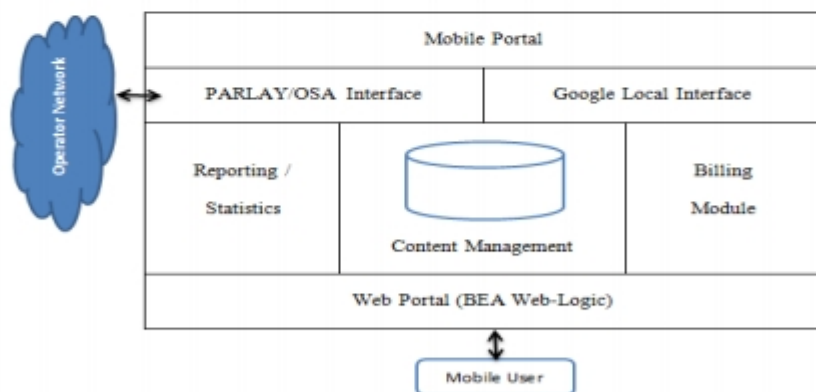 Mobile Portal
Operator Network
PARLAY/OSA Interface
Google Local Interface
Reporting /
Statistics
Content Management
Billing
Module
Web Portal (BEA Web-Logic)
Mobile User